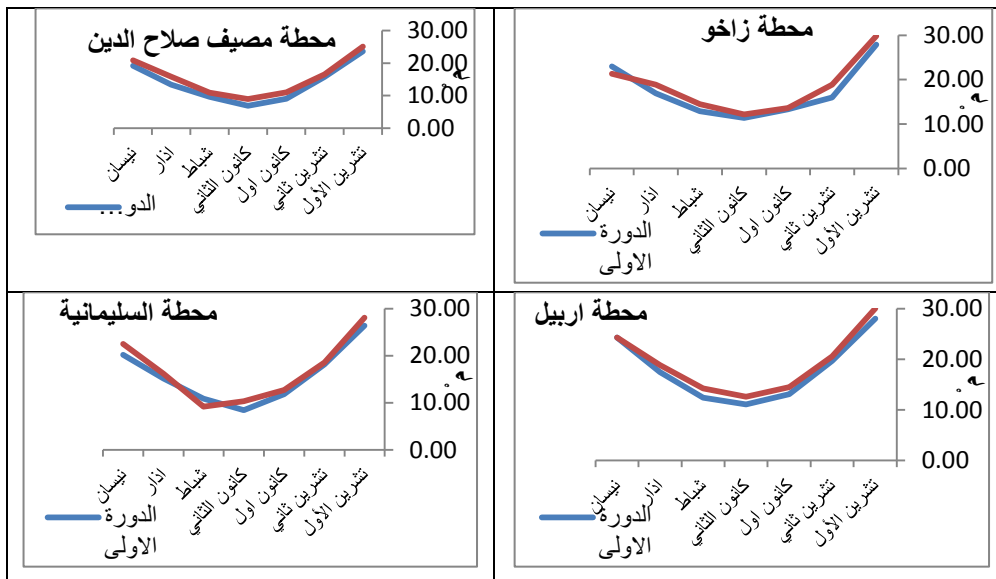 محطة زاخو
30.00
20.00
10.00
0.00
م°
تشرين الأول
تشرين ثاني
كانون اول
كانون الثاني
شباط
اذار
نيسان
الدورة
الاولى
محطة مصيف صلاح الدين
30.00
20.00
10.00
0.00
م°
تشرين الأول
تشرين ثاني
كانون اول
كانون الثاني
شباط
اذار
نيسان
الدو...
محطة اربيل
30.00
20.00
10.00
0.00
م°
تشرين الأول
تشرين ثاني
كانون اول
كانون الثاني
شباط
اذار
نيسان
الدورة
الاولى
محطة السليمانية
30.00
20.00
10.00
0.00
م°
تشرين الأول
تشرين ثاني
كانون اول
كانون الثاني
شباط
اذار
نيسان
الدورة
الاولى